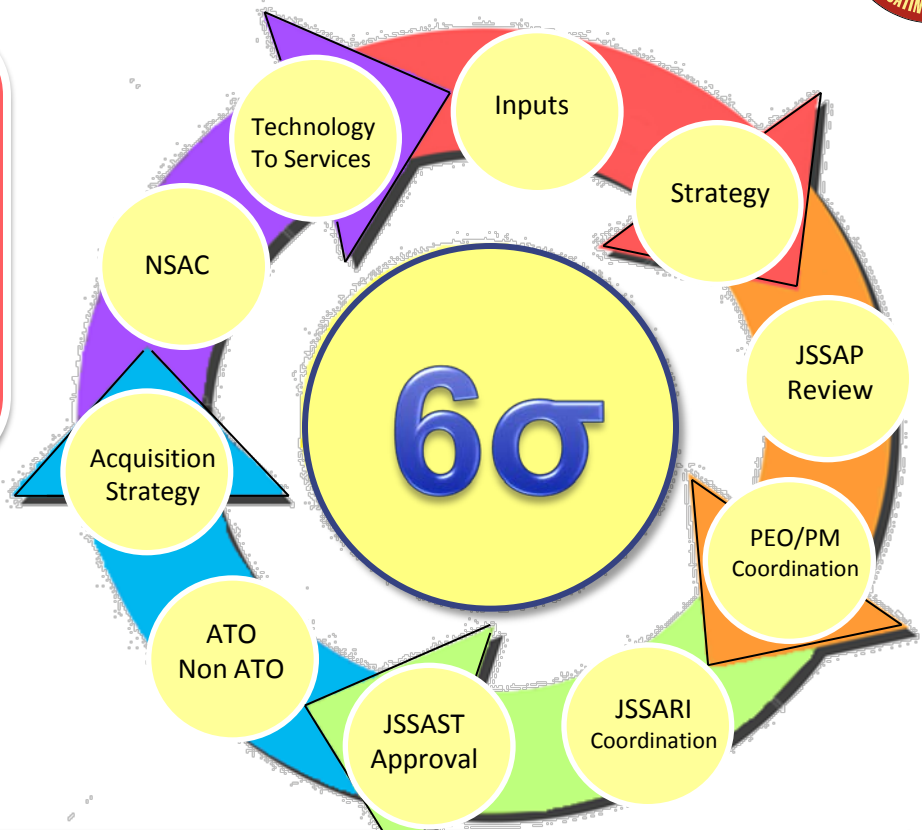 Inputs
Strategy
JSSAP
Review
PEO/PM
Coordination
JSSARI
Coordination
JSSAST
Approval
ATO
Non ATO
Acquisition
Strategy
NSAC
Technology
To Services
6σ